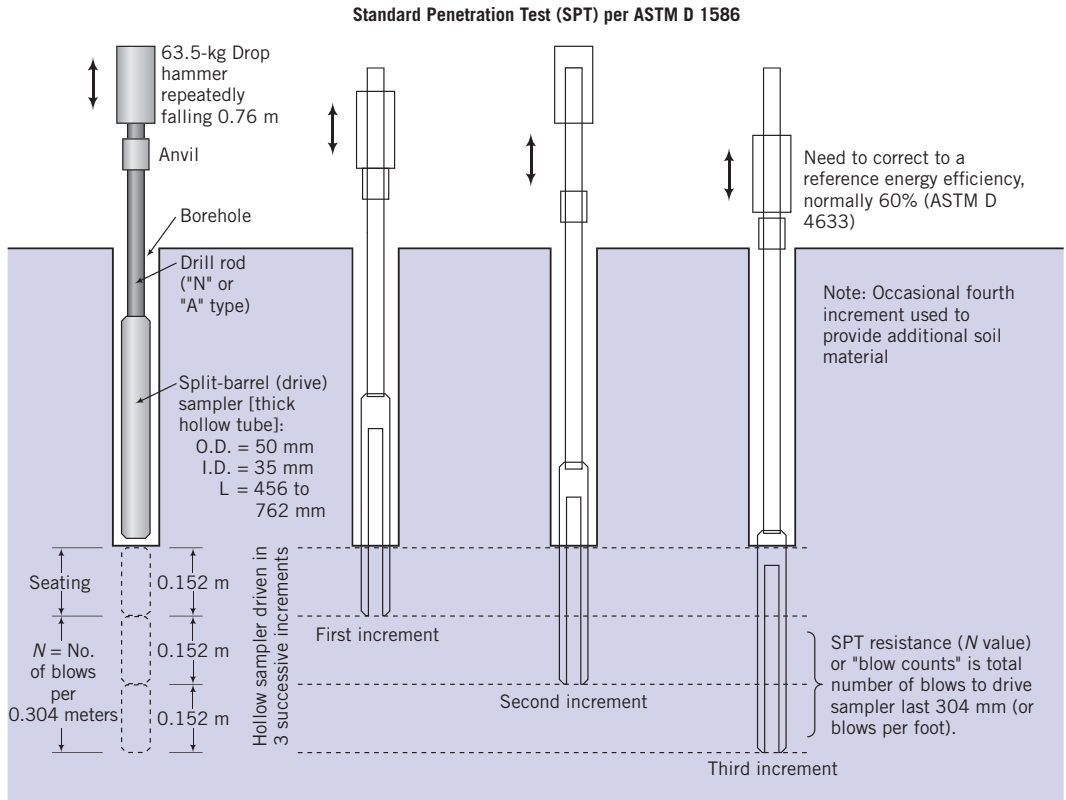 Standard Penetration Test (SPT) per ASTM D 1586
63.5-kg Drop
hammer
repeatedly
falling 0.76 m
Anvil
Borehole
Drill rod
("N" or
"A" type)
Split-barrel (drive)
sampler [thick
hollow tube]:
O.D. = 50 mm
I.D. = 35 mm
L = 456 to
762 mm
Need to correct to a
reference energy efficiency,
normally 60% (ASTM D
4633)
Note: Occasional fourth
increment used to
provide additional soil
material
Seating
0.152 m
N = No.
of blows
per
0.304 meters
0.152 m
0.152 m
Hollow sampler driven in
3 successive increments
First increment
Second increment
Third increment
SPT resistance (N value)
or "blow counts" is total
number of blows to drive
sampler last 304 mm (or
blows per foot).